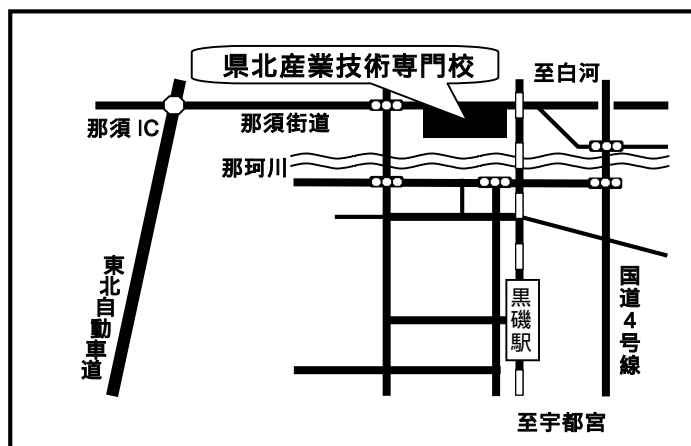 県北産業技術専門校
至白河
那須 IC
那須街道
那珂川
東北自動車道
国道4号線
黒磯駅
至宇都宮